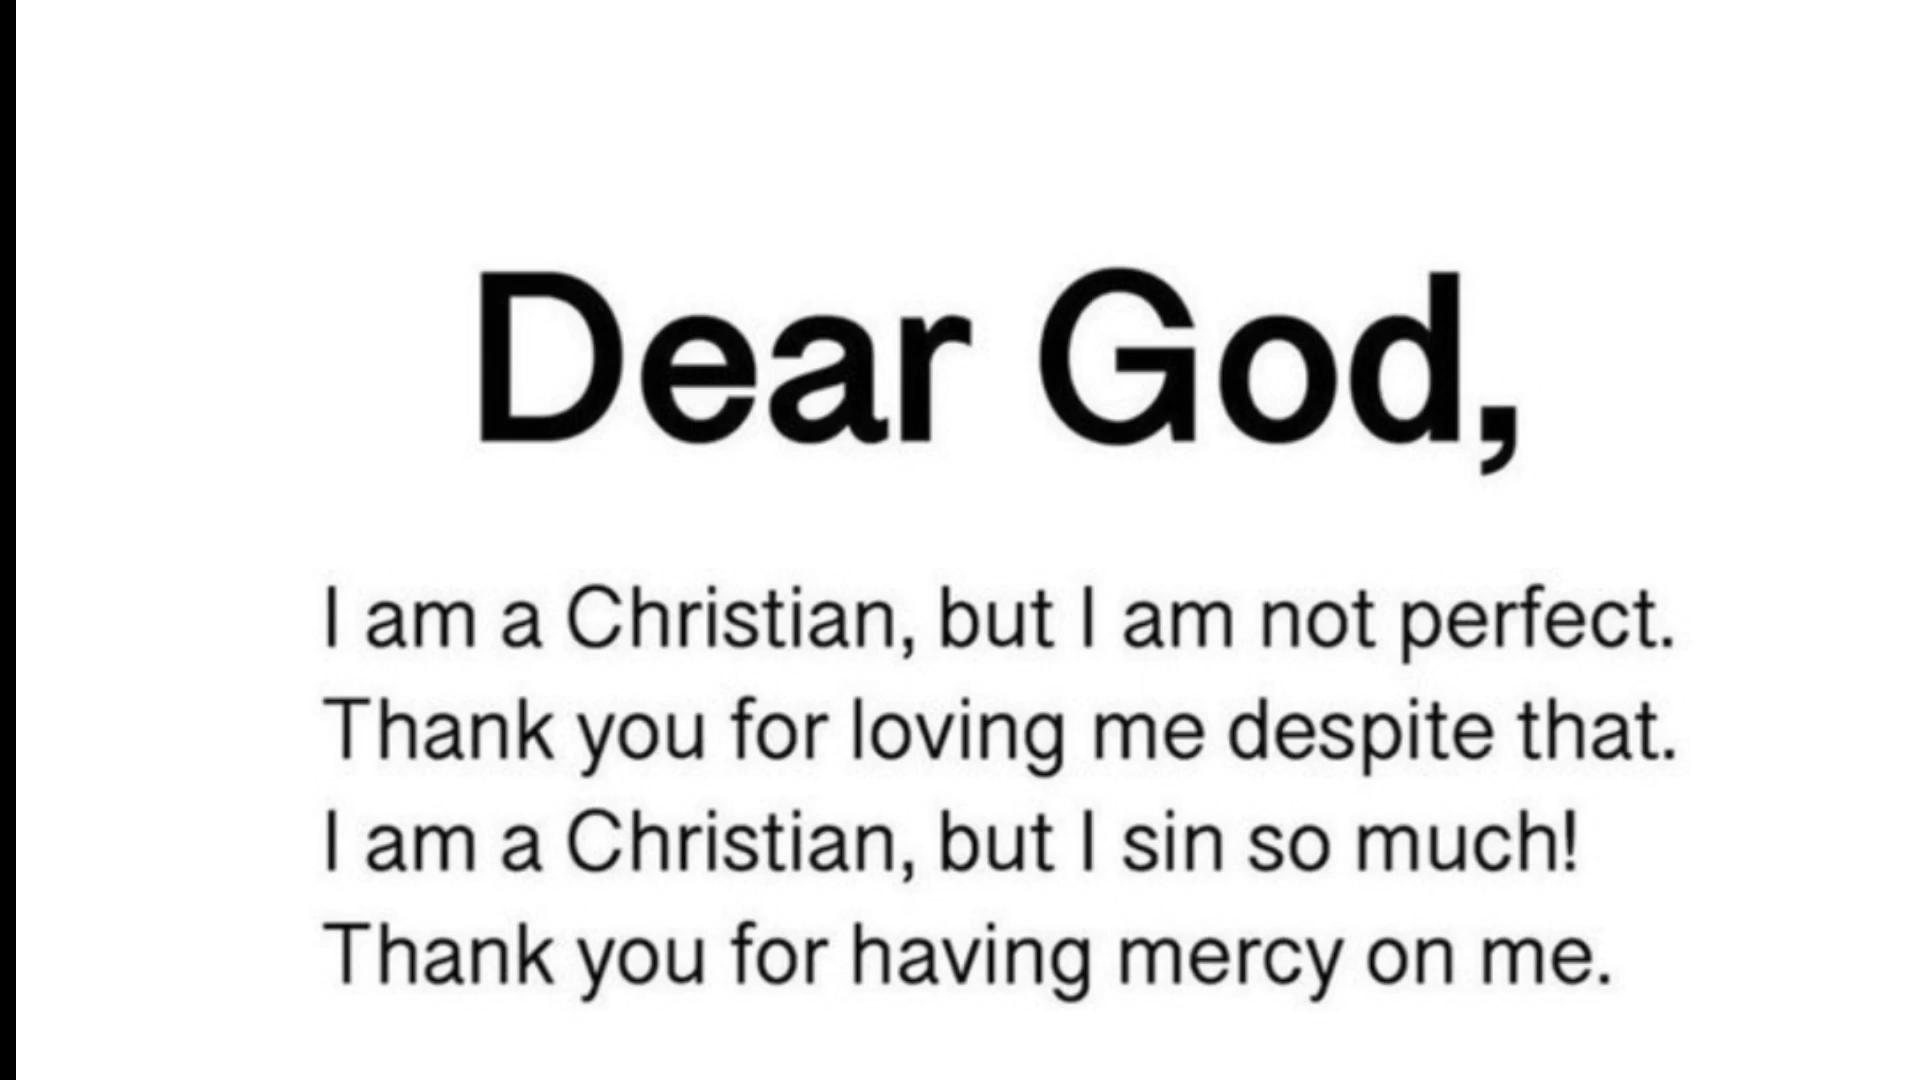 Dear God,
I am a Christian, but I am not perfect.
Thank you for loving me despite that.
I am a Christian, but I sin so much!
Thank you for having mercy on me.